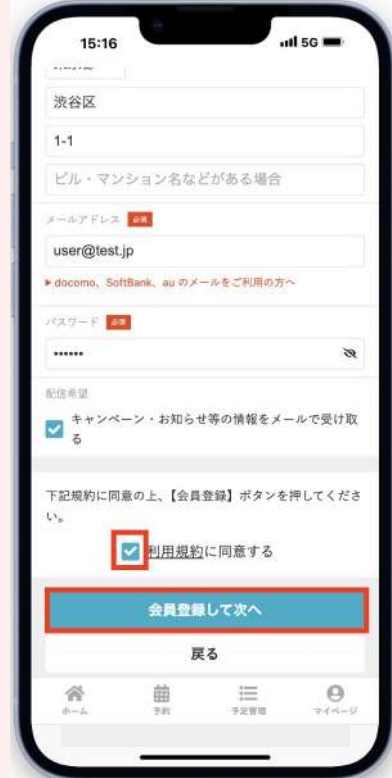 15:16
5G
渋谷区
1-1
ビル・マンション名などがある場合
メールアドレス 必須
user@test.jp
▶ docomo、SoftBank、au のメールをご利用の方へ
パスワード 必須
••••••
配信希望
キャンペーン・お知らせ等の情報をメールで受け取
る
下記規約に同意の上、【会員登録】ボタンを押してくださ
い。
利用規約に同意する
会員登録して次へ
戻る
ホーム 予約 予定管理 マイページ